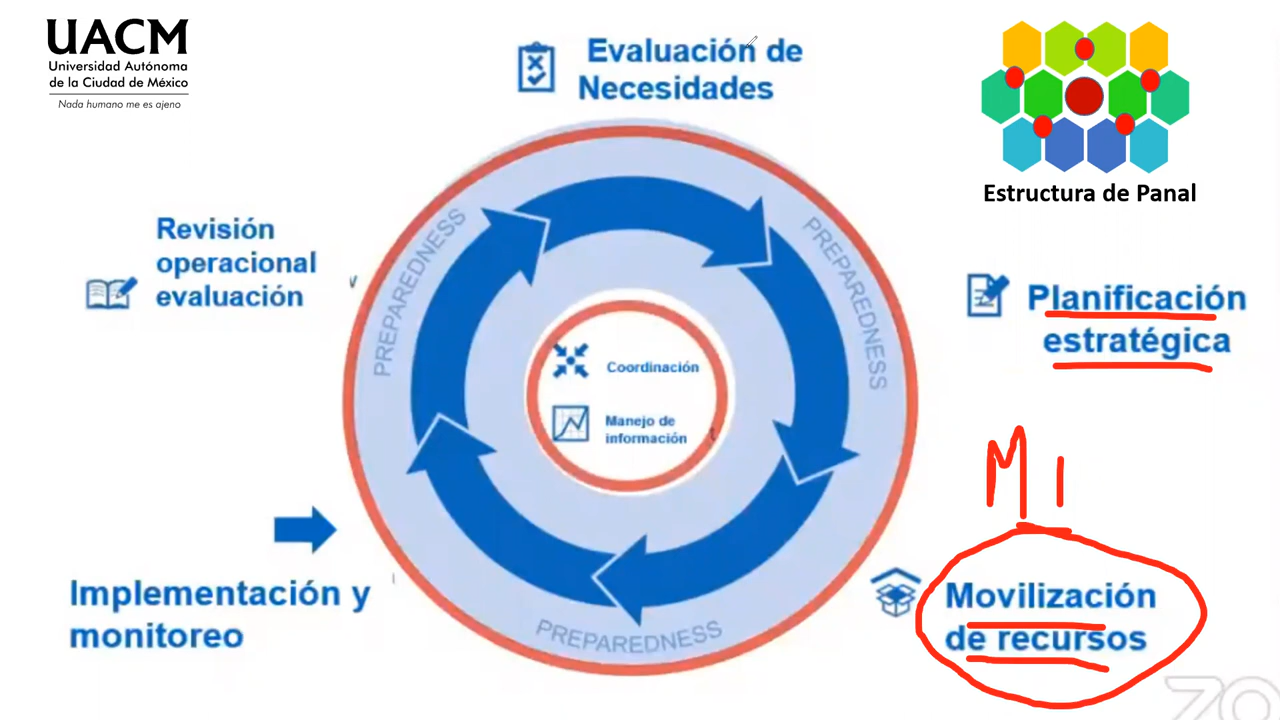 UACM
Universidad Autónoma
de la Ciudad de México
Nada humano me es ajeno
Evaluación de
Necesidades
Estructura de Panal
Revisión
operacional
evaluación
PREPAREDNESS
PREPAREDNESS
Planificación
estratégica
Coordinación
Manejo de
información
M 1
Implementación y
monitoreo
Movilización
de recursos
PREPAREDNESS